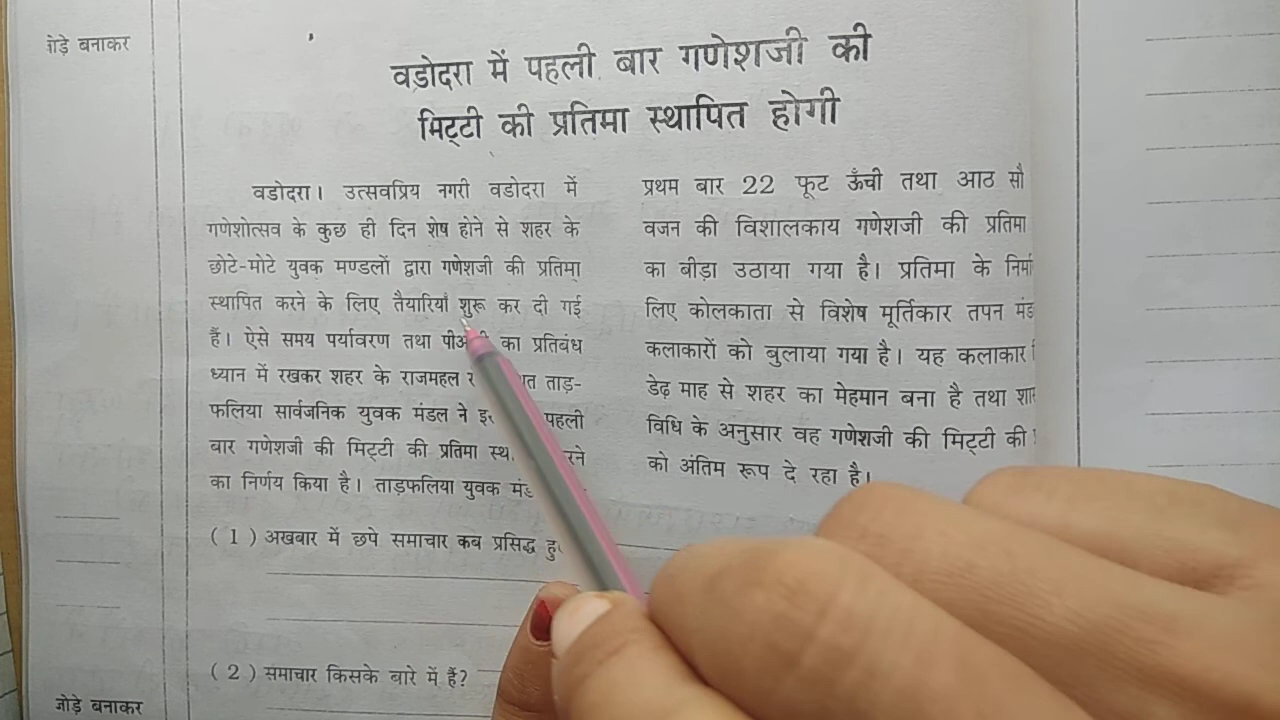 जोड़े बनाकर
वड़ोदरा में पहली बार गणेशजी की
मिट्टी की प्रतिमा स्थापित होगी
वडोदरा। उत्सवप्रिय नगरी वडोदरा में
गणेशोत्सव के कुछ ही दिन शेष होने से शहर के
छोटे-मोटे युवक मण्डलों द्वारा गणेशजी की प्रतिमा
स्थापित करने के लिए तैयारियाँ शुरू कर दी गई
हैं। ऐसे समय पर्यावरण तथा का प्रतिबंध
ध्यान में रखकर शहर के राजमहल ताड़-
फलिया सार्वजनिक युवक मंडल ने पहली
बार गणेशजी की मिट्टी की प्रतिमा
का निर्णय किया है। ताड़फलिया युवक
प्रथम बार 22 फूट ऊँची तथा आठ सौ
वजन की विशालकाय गणेशजी की प्रतिमा
का बीड़ा उठाया गया है। प्रतिमा के
लिए कोलकाता से विशेष मूर्तिकार तपन
कलाकारों को बुलाया गया है। यह कलाकार
डेढ़ माह से शहर का मेहमान बना है तथा
विधि के अनुसार वह गणेशजी की मिट्टी की
को अंतिम रूप दे रहा है।
( 1 ) अखबार में छपे समाचार कब प्रसिद्ध
( 2 ) समाचार किसके बारे में हैं?
जोड़े बनाकर